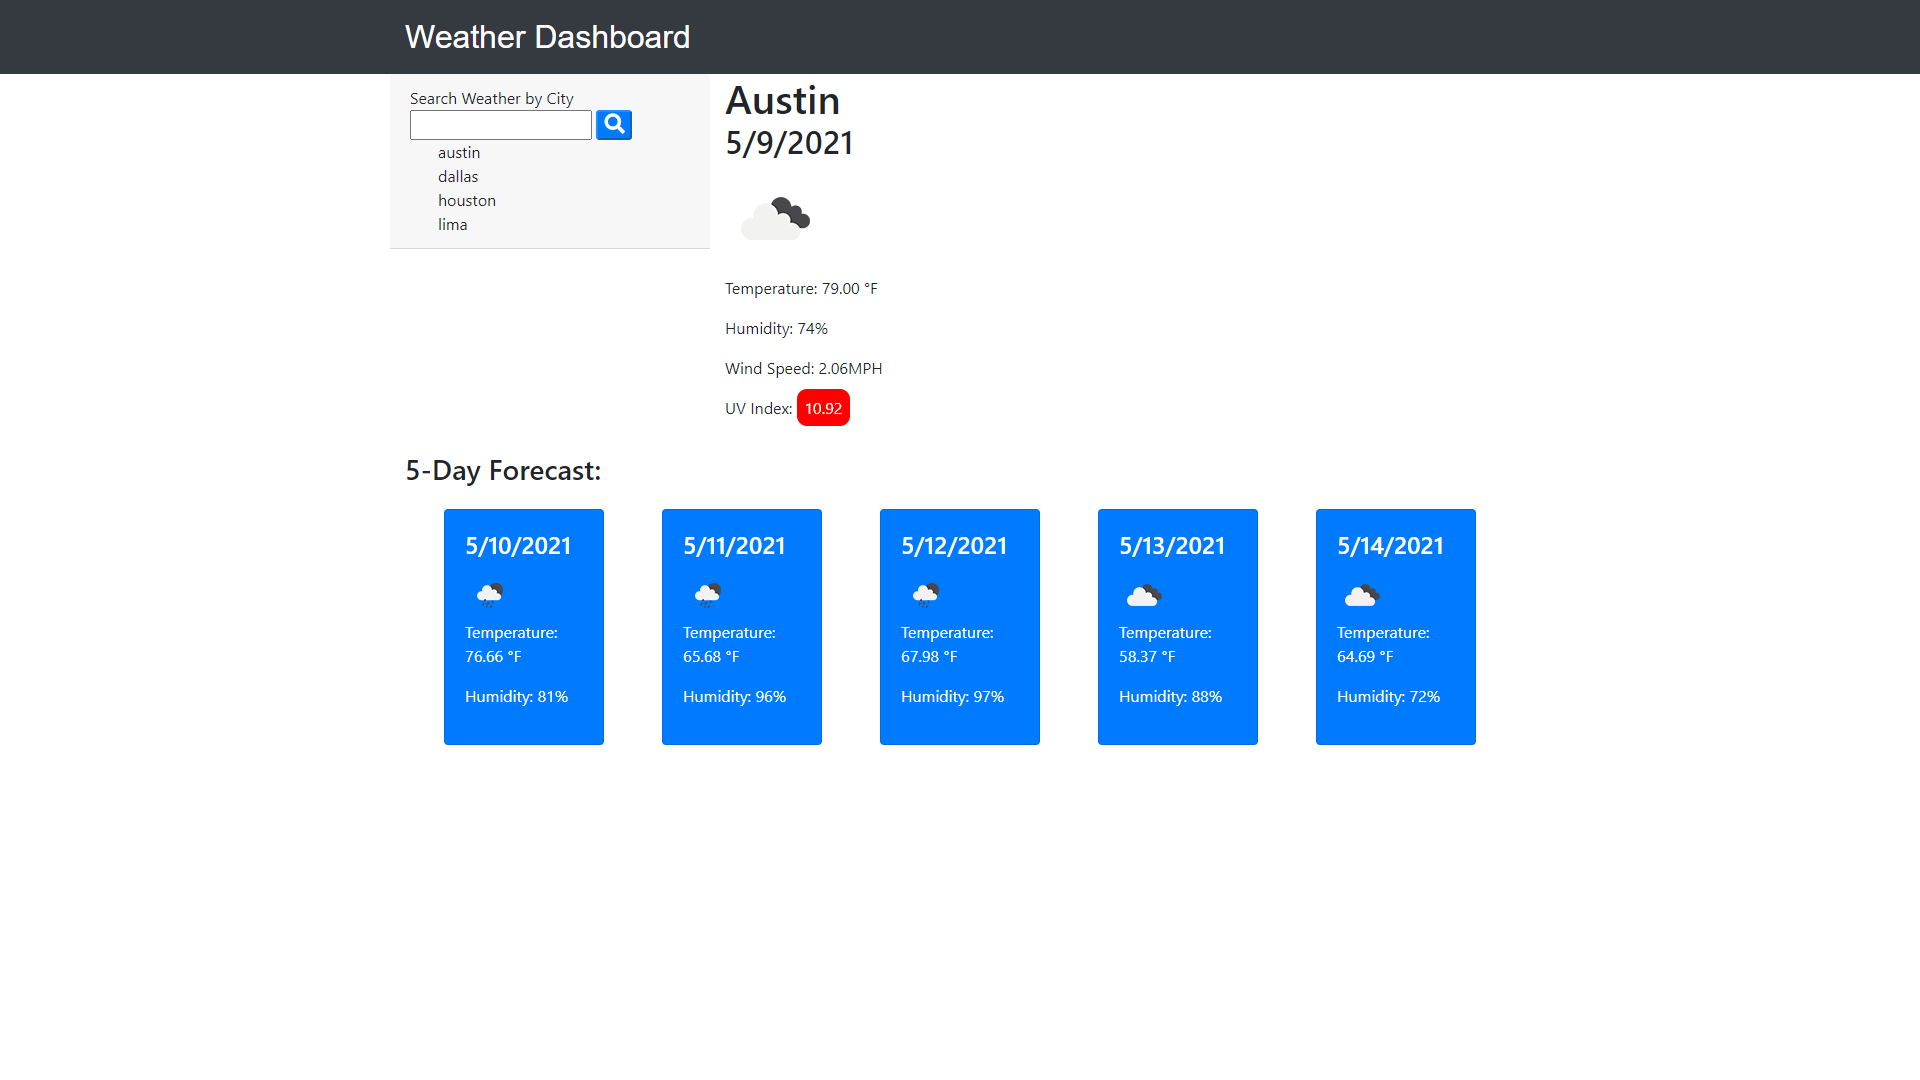 Weather Dashboard
Search Weather by City
austin
dallas
houston
lima
Austin
5/9/2021
Temperature: 79.00 °F
Humidity: 74%
Wind Speed: 2.06MPH
UV Index: 10.92
5-Day Forecast:
5/10/2021
Temperature:
76.66 °F
Humidity: 81%
5/11/2021
Temperature:
65.68 °F
Humidity: 96%
5/12/2021
Temperature:
67.98 °F
Humidity: 97%
5/13/2021
Temperature:
58.37 °F
Humidity: 88%
5/14/2021
Temperature:
64.69 °F
Humidity: 72%